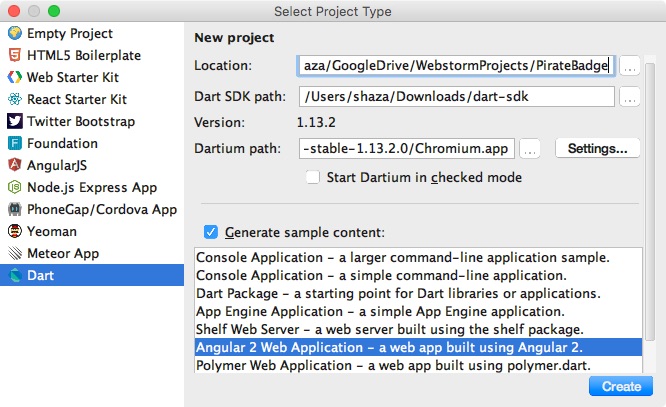 Select Project Type
Empty Project
HTML5 Boilerplate
Web Starter Kit
React Starter Kit
Twitter Bootstrap
Foundation
AngularJS
Node.js Express App
PhoneGap/Cordova App
Yeoman
Meteor App
Dart
New project
Location: aza/GoogleDrive/WebstormProjects/PirateBadge ...
Dart SDK path: /Users/shaza/Downloads/dart-sdk ...
Version: 1.13.2
Dartium path: -stable-1.13.2.0/Chromium.app ... Settings...
Start Dartium in checked mode
Generate sample content:
Console Application – a larger command-line application sample.
Console Application – a simple command-line application.
Dart Package – a starting point for Dart libraries or applications.
App Engine Application – a simple App Engine application.
Shelf Web Server – a web server built using the shelf package.
Angular 2 Web Application – a web app built using Angular 2.
Polymer Web Application – a web app built using polymer.dart.
Create